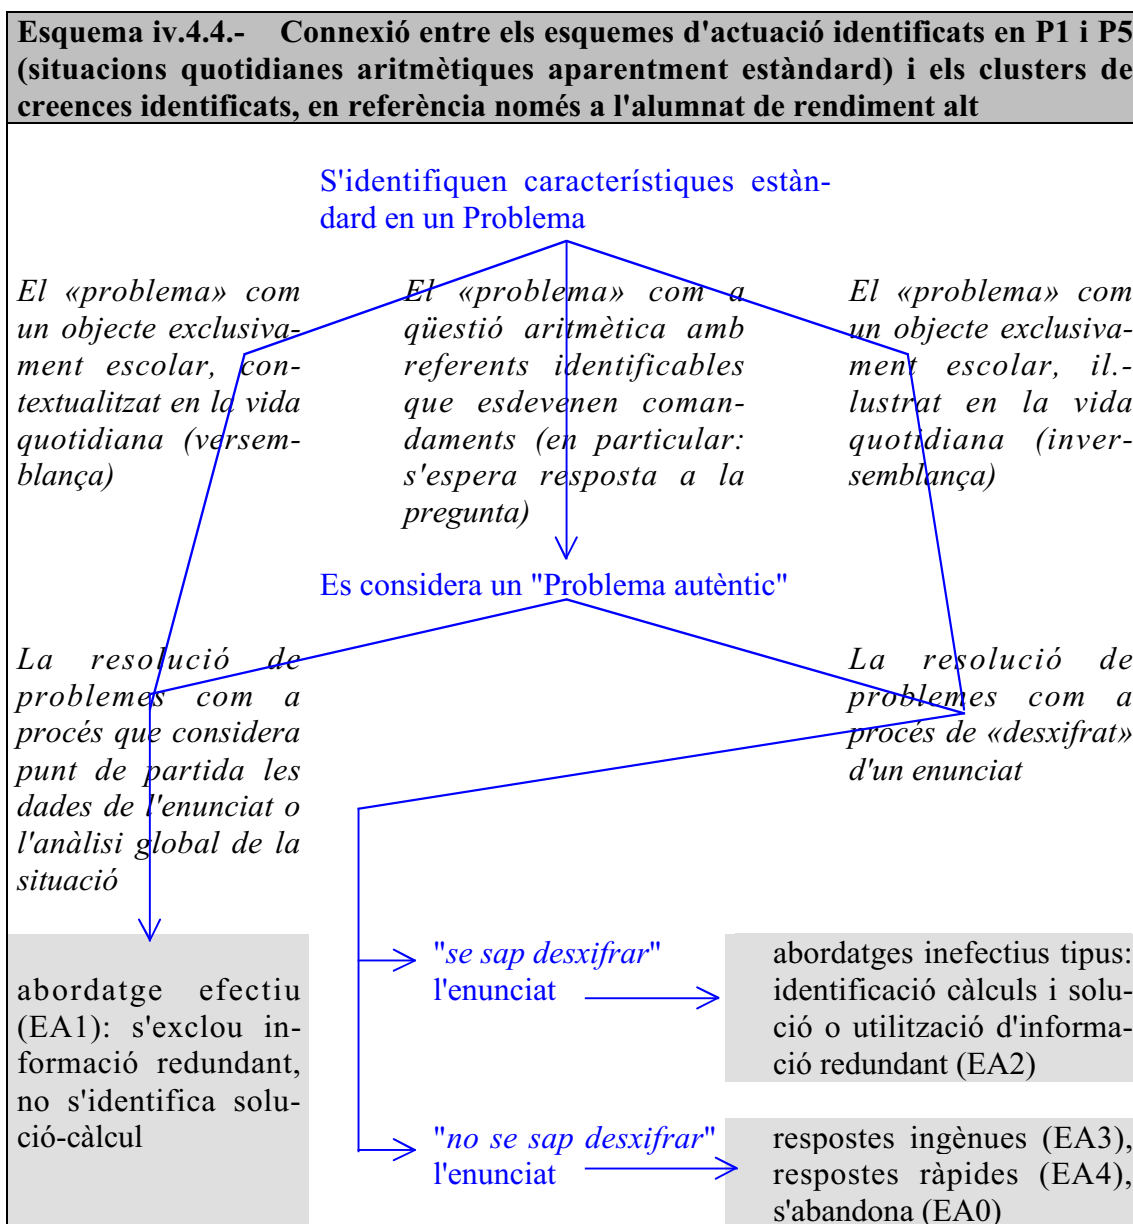 Esquema iv.4.4.- Connexió entre els esquemes d'actuació identificats en P1 i P5
(situacions quotidianes aritmètiques aparentment estàndard) i els clusters de
creences identificats, en referència només a l'alumnat de rendiment alt
S'identifiquen característiques estàn-
dard en un Problema
El «problema» com
un objecte exclusiva-
ment escolar, con-
textualitzat en la vida
quotidiana (versem-
blança)
El «problema» com a
qüestió aritmètica amb
referents identificables
que esdevenen coman-
daments (en particular:
s'espera resposta a la
pregunta)
El «problema» com
un objecte exclusiva-
ment escolar, il.-
lustrat en la vida
quotidiana (inver-
semblança)
Es considera un "Problema autèntic"
La resolució de
problemes com a
procés que considera
punt de partida les
dades de l'enunciat o
l'anàlisi global de la
situació
La resolució de
problemes com a
procés de «desxifrat»
d'un enunciat
abordatge efectiu
(EA1): s'exclou in-
formació redundant,
no s'identifica solu-
ció-càlcul
"se sap desxifrar"
l'enunciat
abordatges inefectius tipus:
identificació càlculs i solu-
ció o utilització d'informa-
ció redundant (EA2)
"no se sap desxifrar"
l'enunciat
respostes ingènues (EA3),
respostes ràpides (EA4),
s'abandona (EA0)